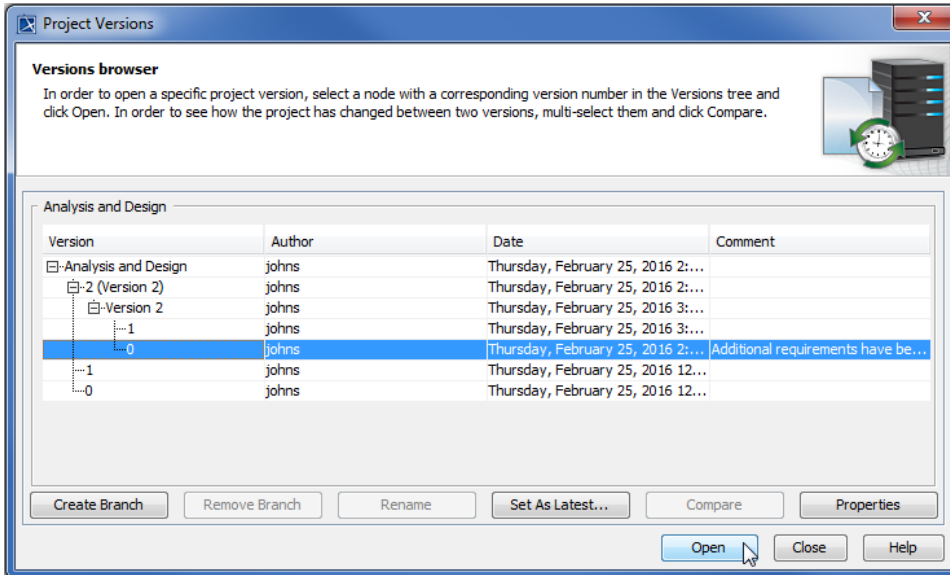 Project Versions
Versions browser
In order to open a specific project version, select a node with a corresponding version number in the Versions tree and
click Open. In order to see how the project has changed between two versions, multi-select them and click Compare.
Analysis and Design
Version Author Date Comment
Analysis and Design johns Thursday, February 25, 2016 2:...
2 (Version 2) johns Thursday, February 25, 2016 2:...
Version 2 johns Thursday, February 25, 2016 3:...
1 johns Thursday, February 25, 2016 3:...
0 johns Thursday, February 25, 2016 2:... Additional requirements have be...
1 johns Thursday, February 25, 2016 12...
0 johns Thursday, February 25, 2016 12...
Create Branch Remove Branch Rename Set As Latest... Compare Properties
Open Close Help